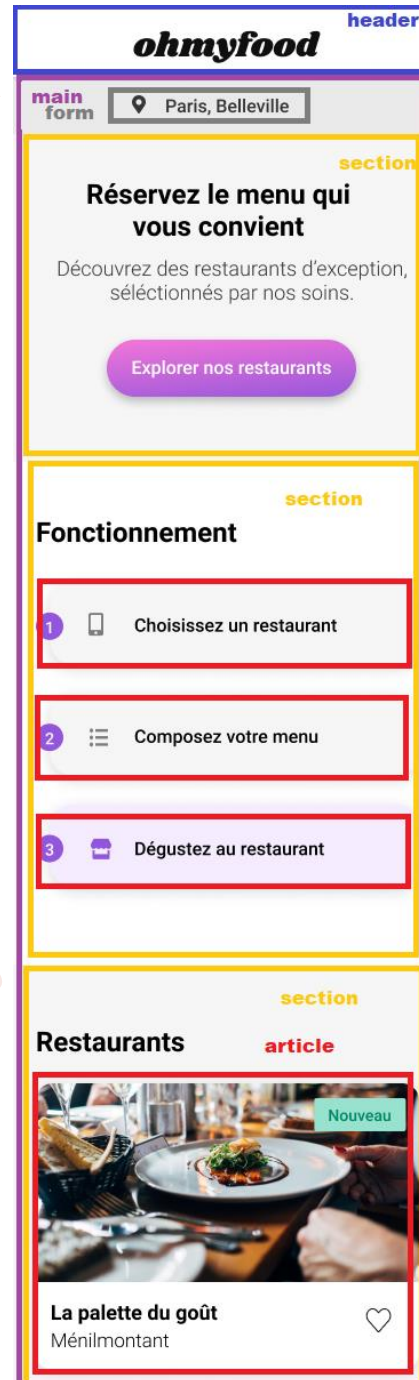 header
ohmyfood
main
form
Paris, Belleville
section
Réservez le menu qui
vous convient
Découvrez des restaurants d'exception,
séléctionnés par nos soins.
Explorer nos restaurants
section
Fonctionnement
1 Choisissez un restaurant
2 Composez votre menu
3 Dégustez au restaurant
section
Restaurants
article
Nouveau
La palette du goût
Ménilmontant